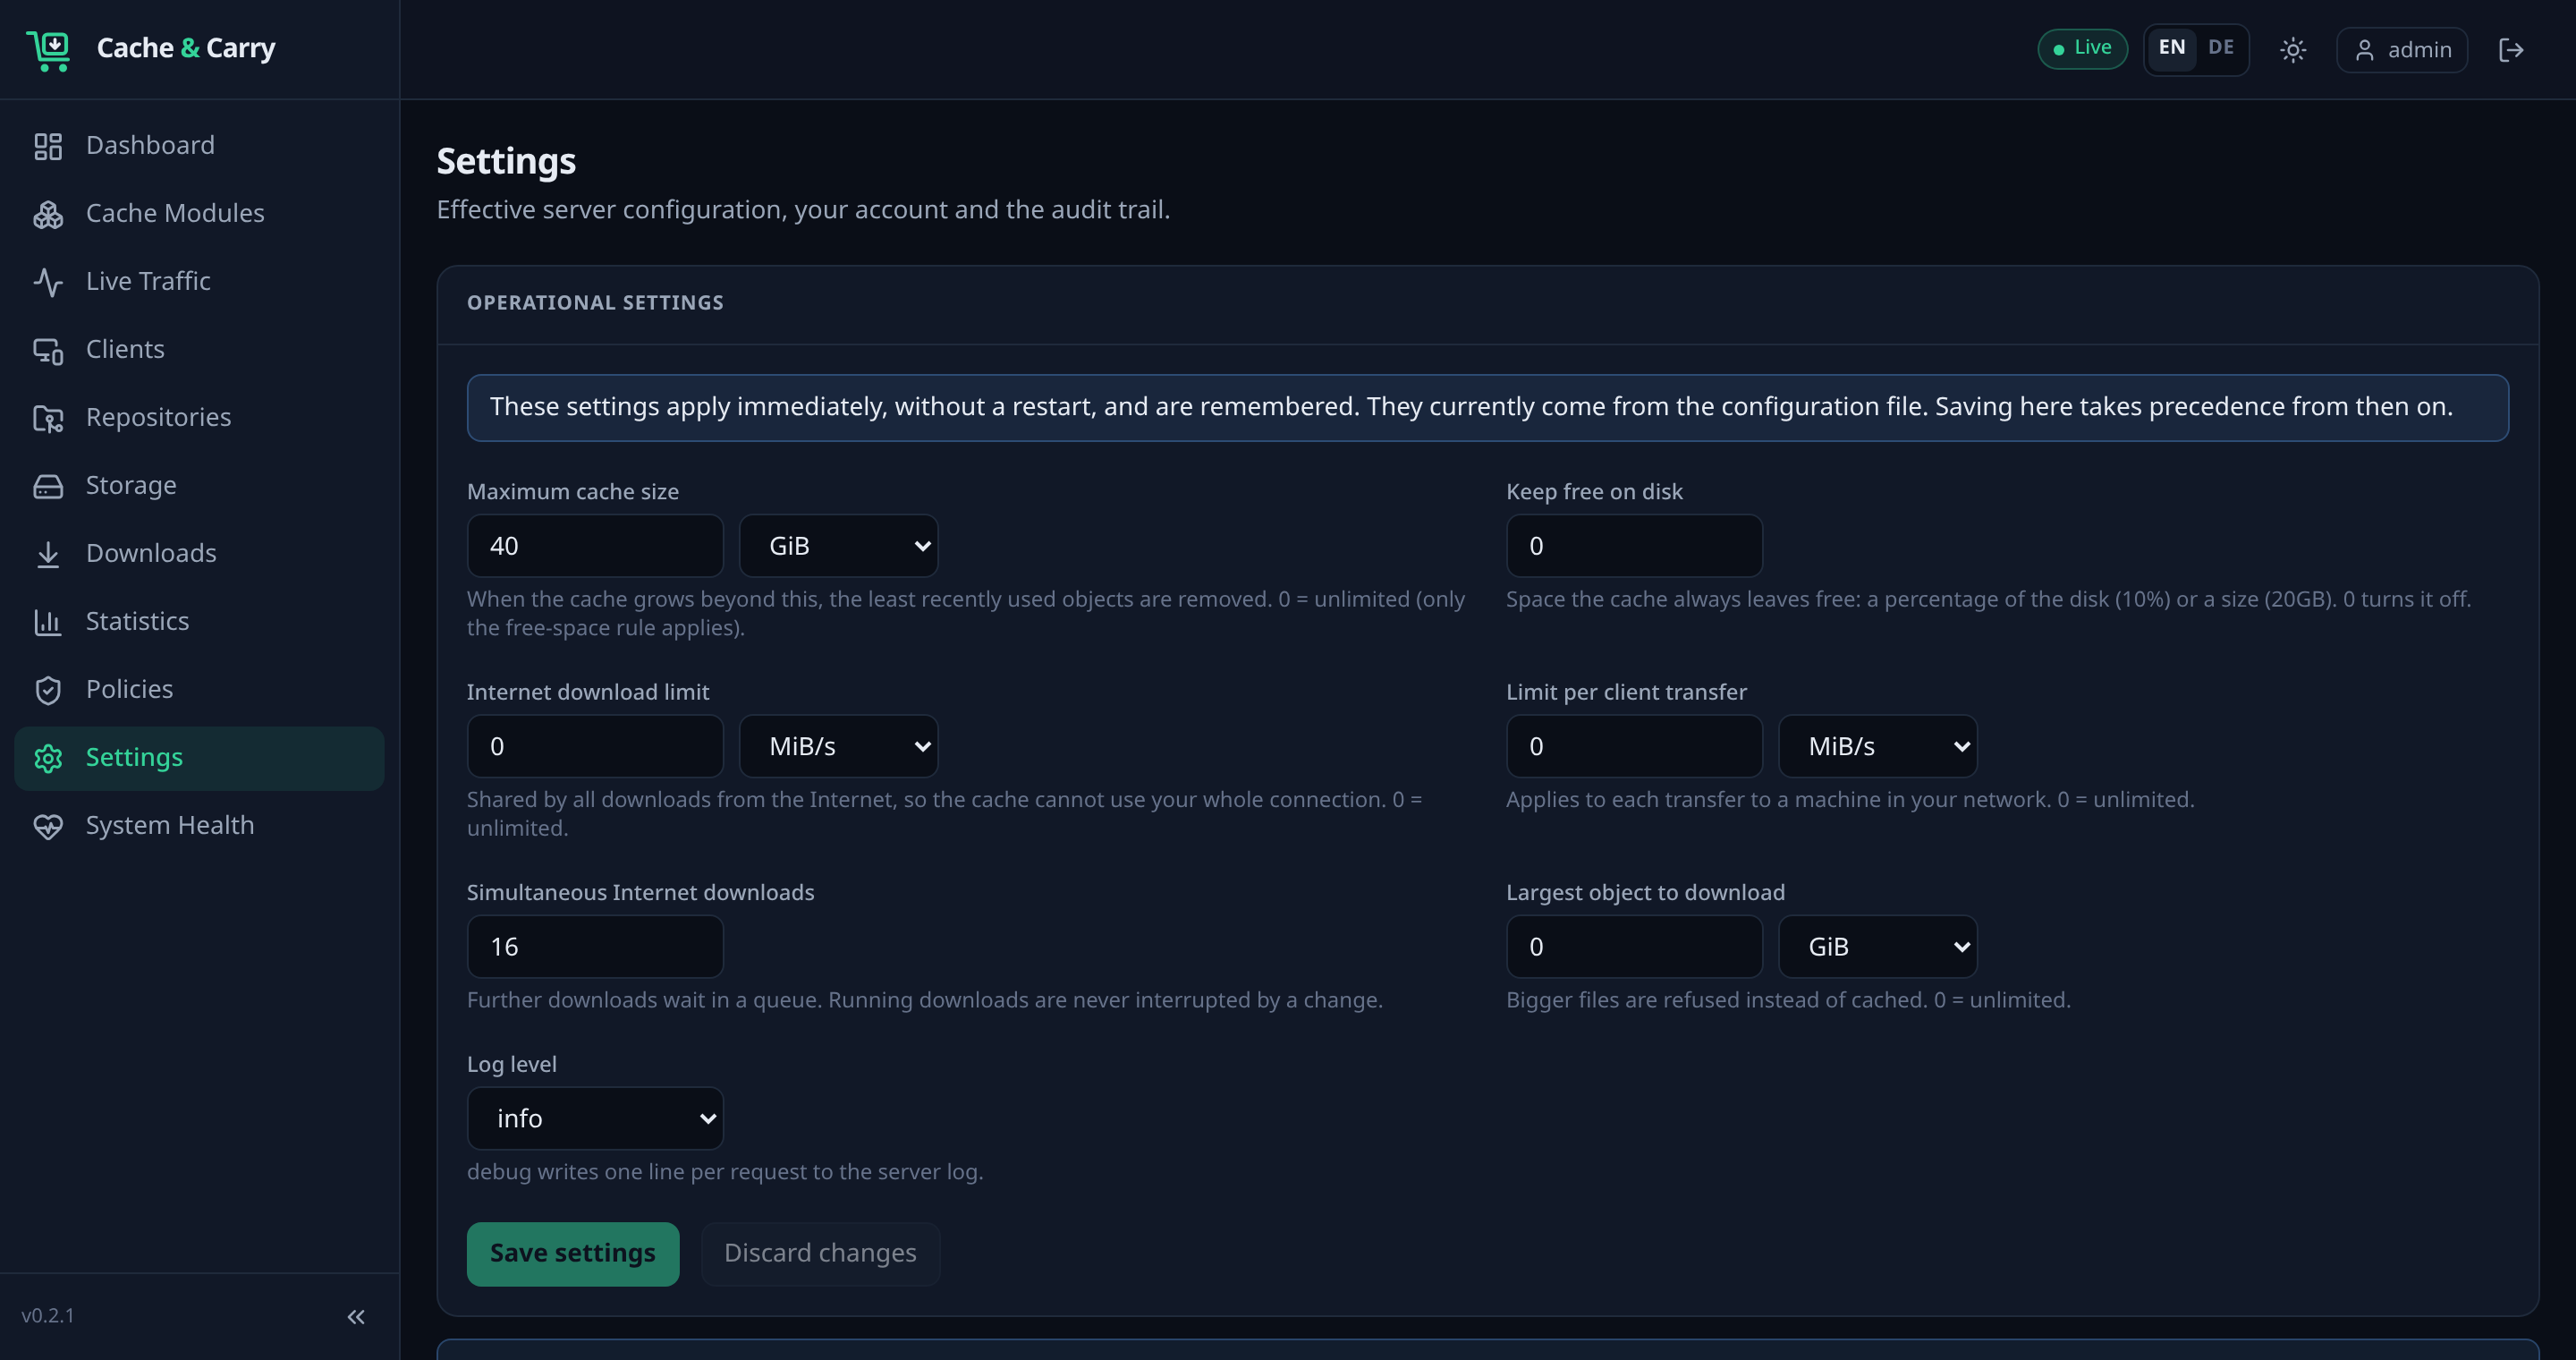 Cache & Carry
Live
EN DE
admin
Dashboard
Cache Modules
Live Traffic
Clients
Repositories
Storage
Downloads
Statistics
Policies
Settings
System Health
v0.2.1
Settings
Effective server configuration, your account and the audit trail.
OPERATIONAL SETTINGS
These settings apply immediately, without a restart, and are remembered. They currently come from the configuration file. Saving here takes precedence from then on.
Maximum cache size
40 GiB
When the cache grows beyond this, the least recently used objects are removed. 0 = unlimited (only
the free-space rule applies).
Keep free on disk
0
Space the cache always leaves free: a percentage of the disk (10%) or a size (20GB). 0 turns it off.
Internet download limit
0 MiB/s
Shared by all downloads from the Internet, so the cache cannot use your whole connection. 0 =
unlimited.
Limit per client transfer
0 MiB/s
Applies to each transfer to a machine in your network. 0 = unlimited.
Simultaneous Internet downloads
16
Further downloads wait in a queue. Running downloads are never interrupted by a change.
Largest object to download
0 GiB
Bigger files are refused instead of cached. 0 = unlimited.
Log level
info
debug writes one line per request to the server log.
Save settings Discard changes